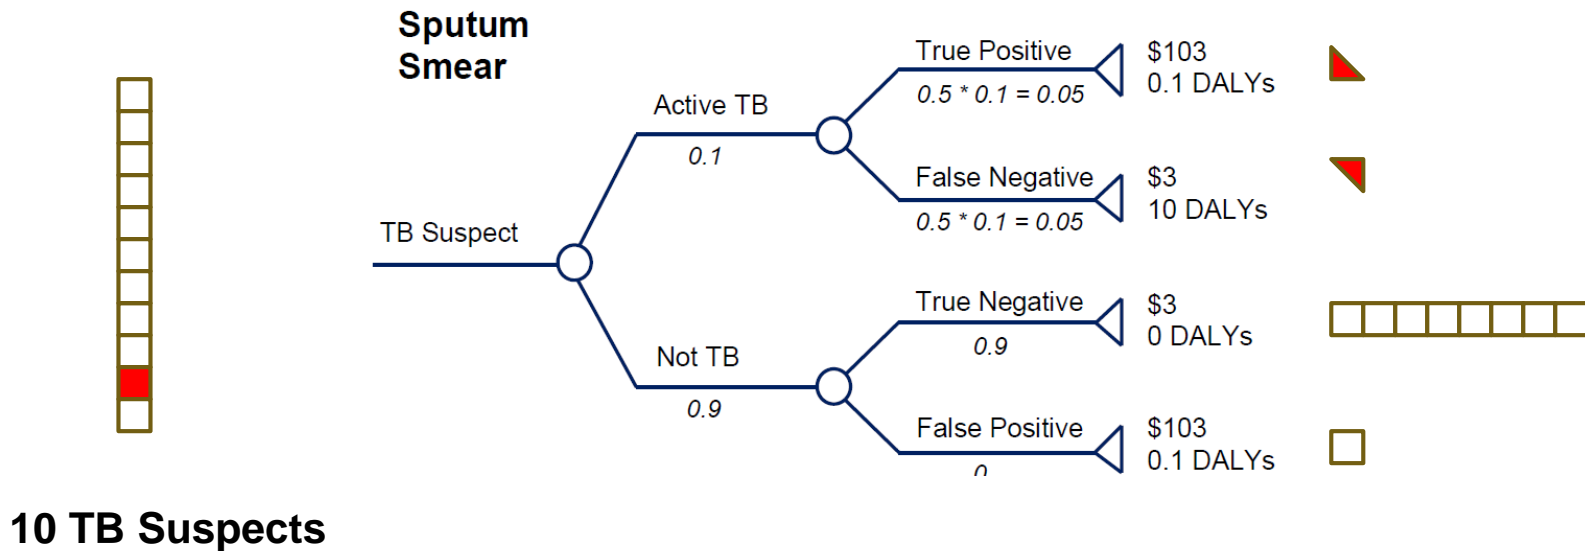 Sputum
Smear
True Positive
0.5 * 0.1 = 0.05
$103
0.1 DALYs
Active TB
0.1
False Negative
0.5 * 0.1 = 0.05
$3
10 DALYs
TB Suspect
True Negative
0.9
$3
0 DALYs
Not TB
0.9
False Positive
$103
0.1 DALYs
10 TB Suspects